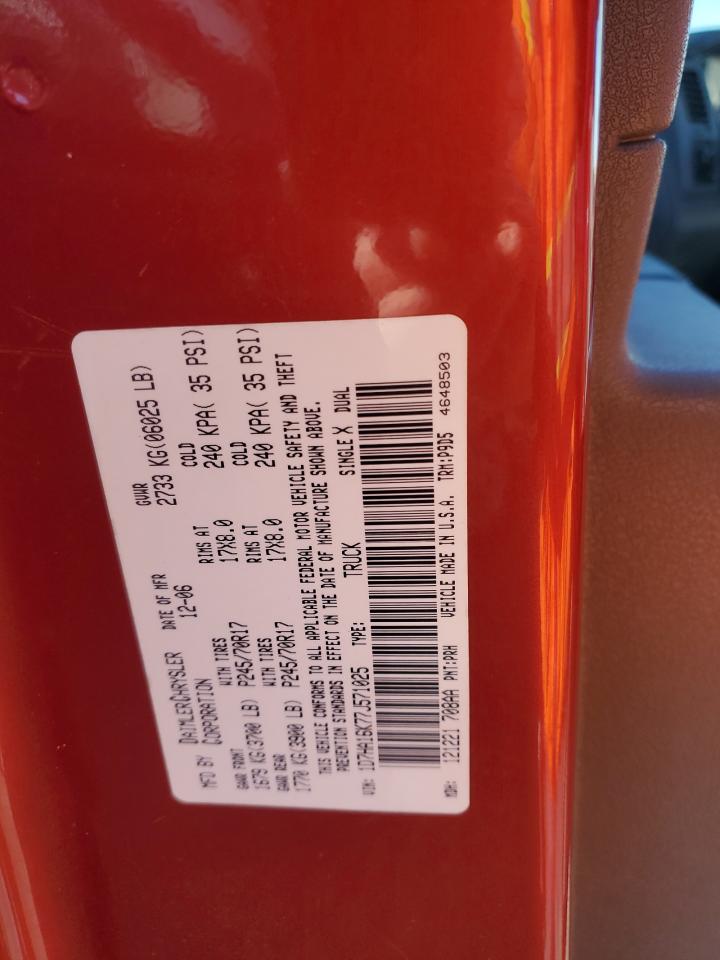 MFD BY DAIMLERCHRYSLER CORPORATION DATE OF MFR 12-06 GVWR 2733 KG(06025 LB)
GAWR FRONT WITH TIRES RIMS AT COLD
1679 KG(3700 LB) P245/70R17 17X8.0 240 KPA( 35 PSI)
GAWR REAR WITH TIRES RIMS AT COLD
1770 KG(3900 LB) P245/70R17 17X8.0 240 KPA( 35 PSI)
THIS VEHICLE CONFORMS TO ALL APPLICABLE FEDERAL MOTOR VEHICLE SAFETY AND THEFT
PREVENTION STANDARDS IN EFFECT ON THE DATE OF MANUFACTURE SHOWN ABOVE.
VIN: 1D7HA16K77J571025 TYPE: TRUCK SINGLE X DUAL
MDH: 121221 708AA PNT:PRH VEHICLE MADE IN U.S.A. TRM:P9D5 4648503